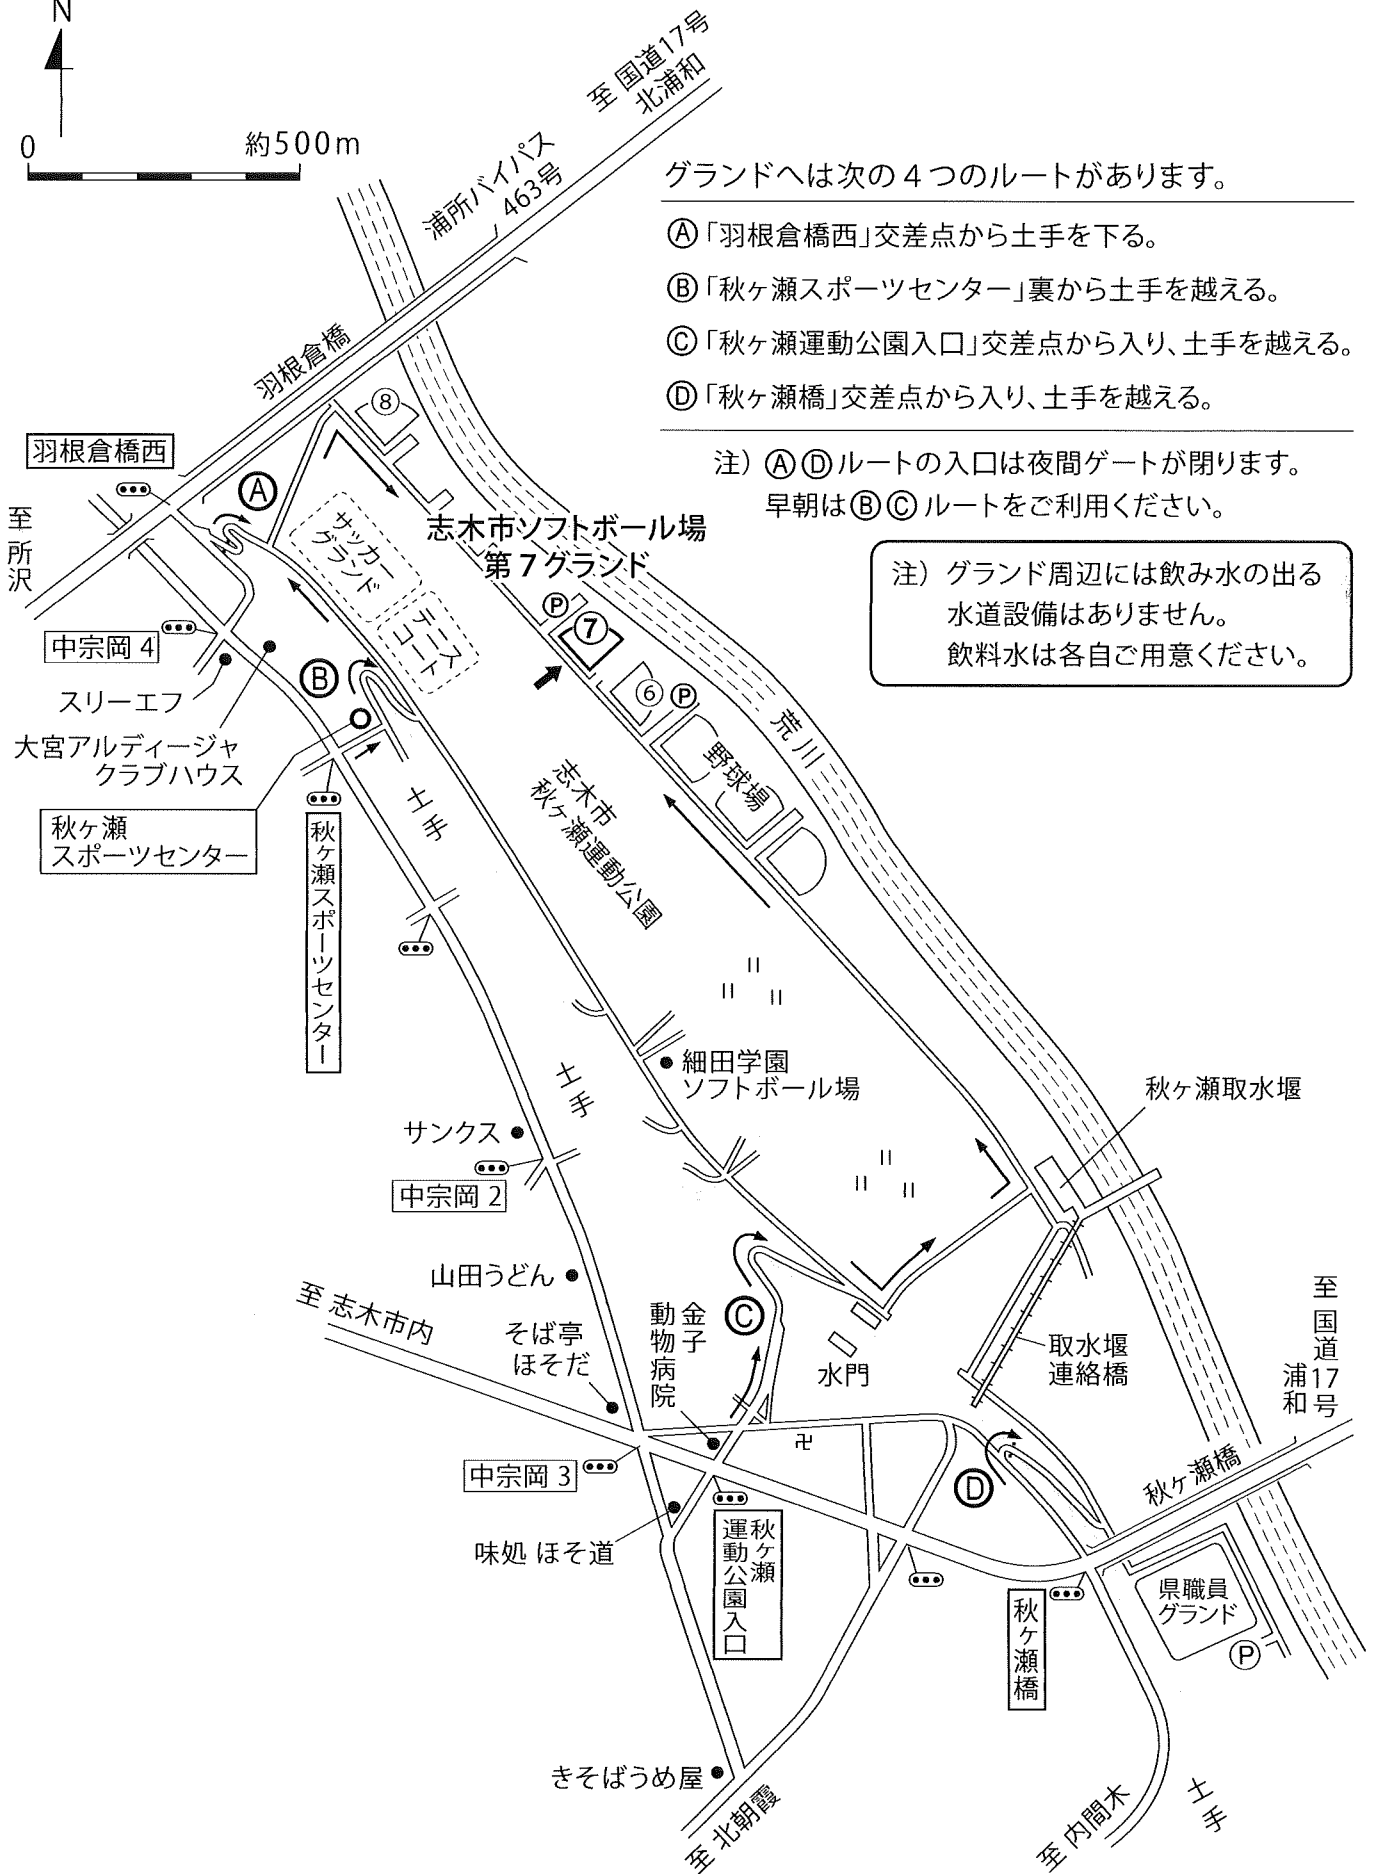 N
0 約500m
至 国道17号
北浦和
浦所バイパス
463号
グランドへは次の4つのルートがあります。
Ⓐ「羽根倉橋西」交差点から土手を下る。
Ⓑ「秋ヶ瀬スポーツセンター」裏から土手を越える。
Ⓒ「秋ヶ瀬運動公園入口」交差点から入り、土手を越える。
Ⓓ「秋ヶ瀬橋」交差点から入り、土手を越える。
注）ⒶⒹルートの入口は夜間ゲートが閉ります。
早朝はⒷⒸルートをご利用ください。
注）グランド周辺には飲み水の出る
水道設備はありません。
飲料水は各自ご用意ください。
羽根倉橋
⑧
羽根倉橋西
Ⓐ
至 所沢
サッカー
グランド
志木市ソフトボール場
第7グランド
テニス
コート
Ⓟ
⑦
中宗岡 4
スリーエフ
Ⓑ
⑥
Ⓟ
荒川
大宮アルディージャ
クラブハウス
野球場
秋ヶ瀬
スポーツセンター
土手
志木市
秋ヶ瀬運動公園
秋ヶ瀬スポーツセンター
細田学園
ソフトボール場
土手
秋ヶ瀬取水堰
サンクス
中宗岡 2
山田うどん
至 志木市内
そば亭
ほそだ
金子
動物病院
Ⓒ
水門
取水堰
連絡橋
至 国道17号
浦和
卍
中宗岡 3
Ⓓ
秋ヶ瀬橋
味処 ほそ道
秋ヶ瀬
運動公園入口
秋ヶ瀬橋
県職員
グランド
Ⓟ
きそばうめ屋
至 北朝霞
至 内間木
土手